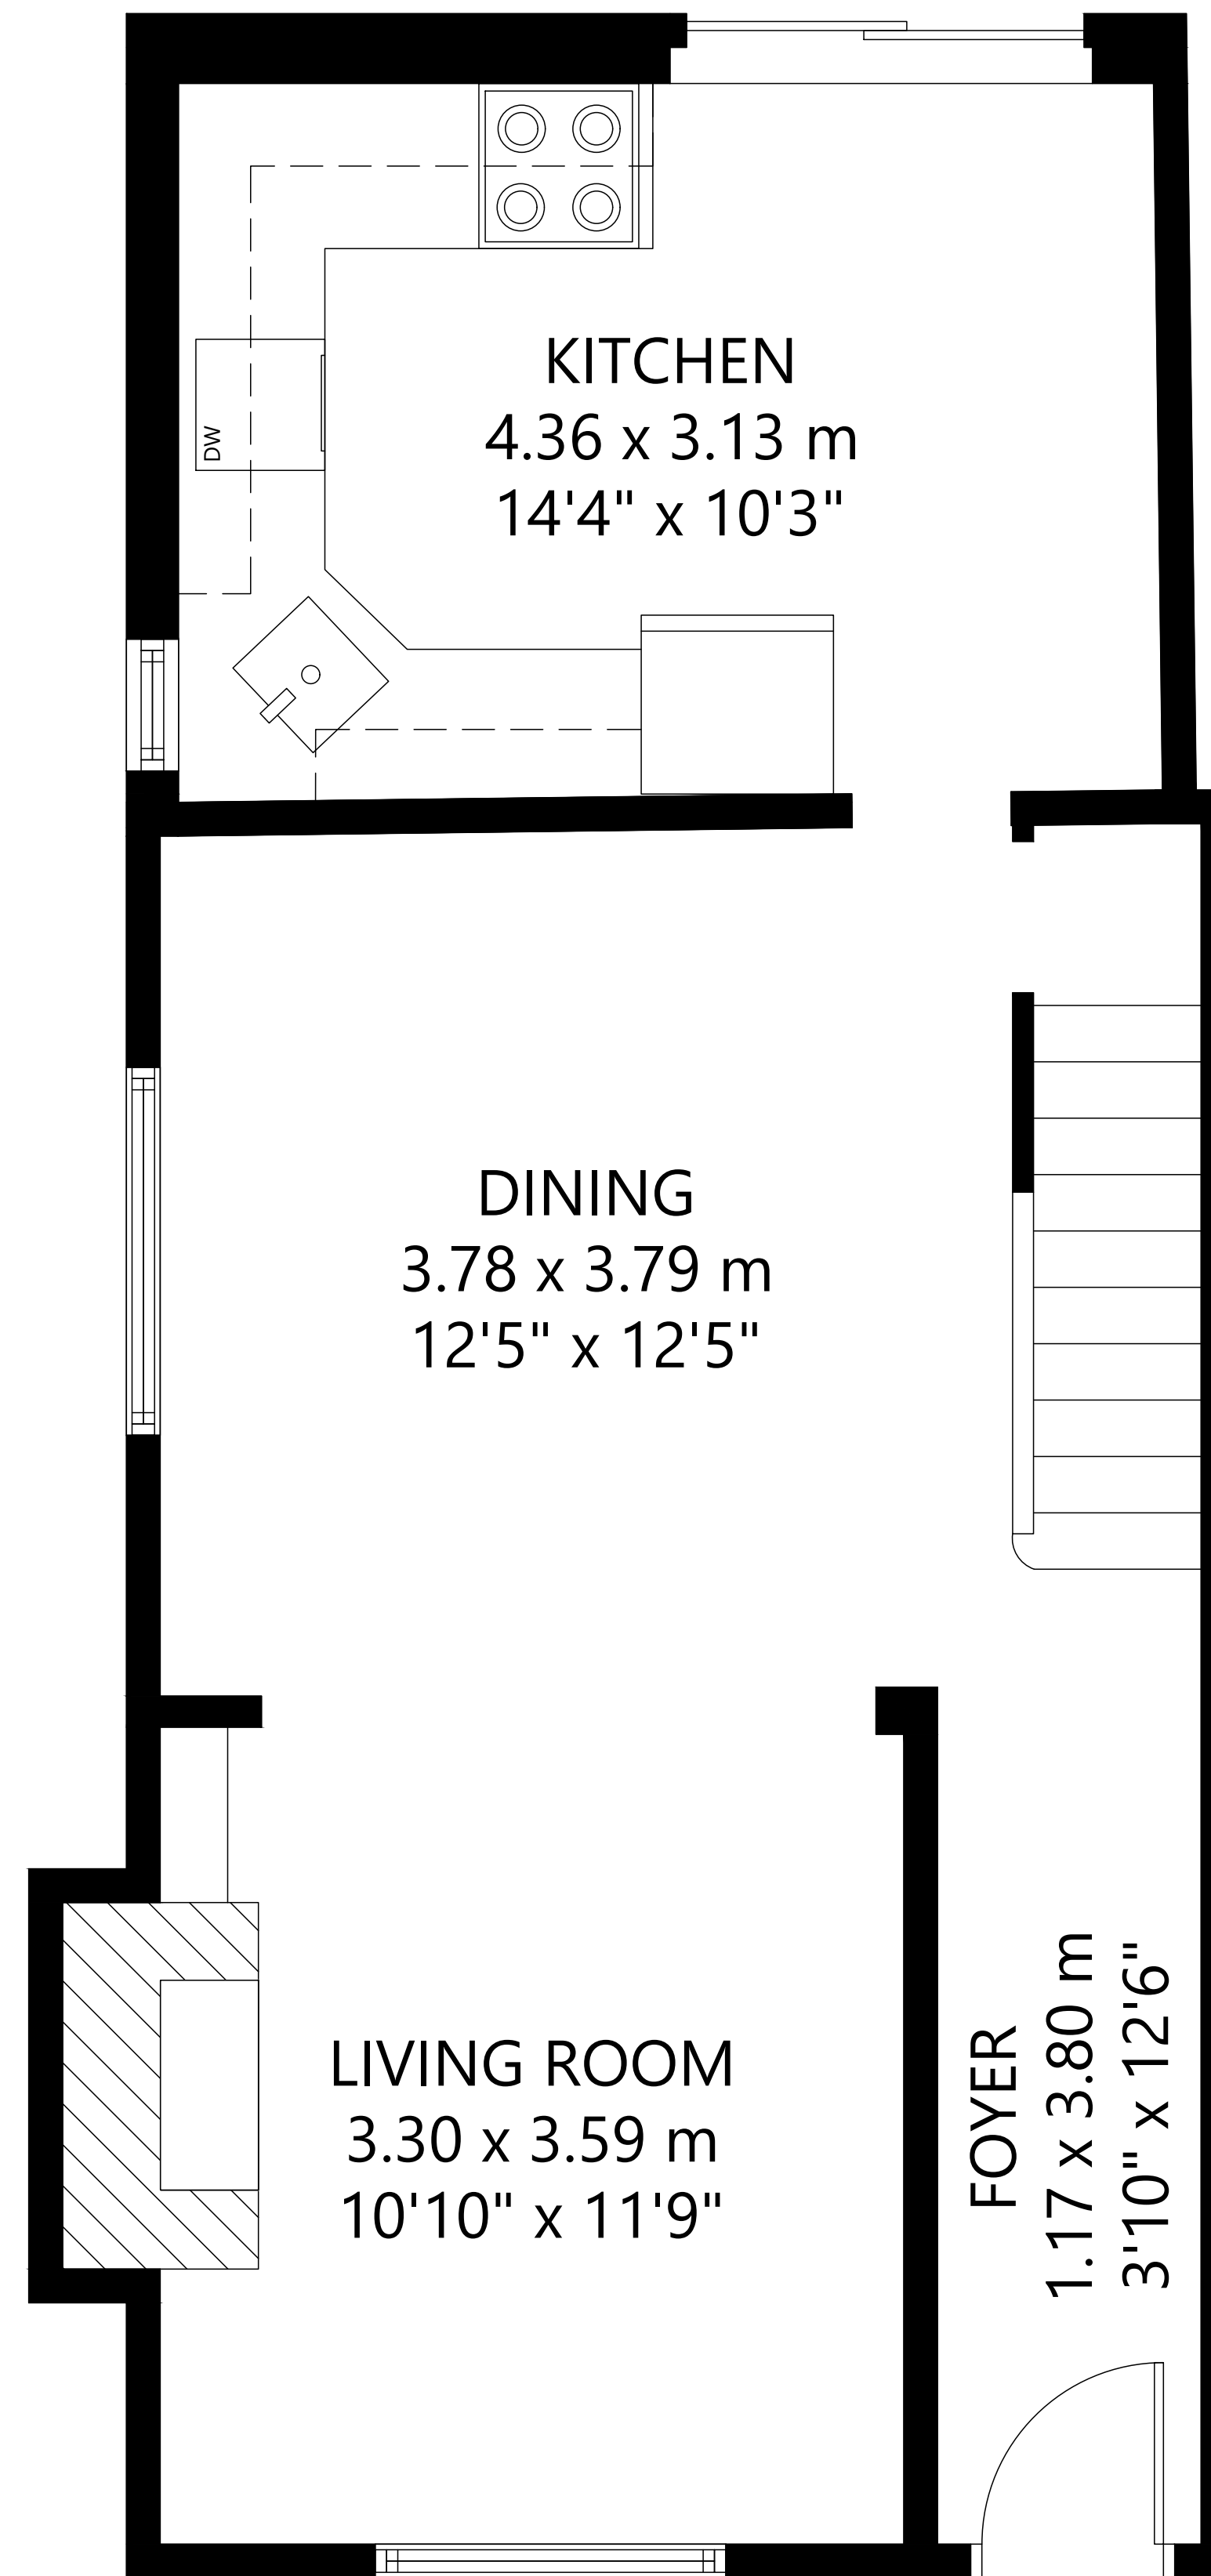 KITCHEN
4.36 x 3.13 m
14'4" x 10'3"
DW
DINING
3.78 x 3.79 m
12'5" x 12'5"
LIVING ROOM
3.30 x 3.59 m
10'10" x 11'9"
FOYER
1.17 x 3.80 m
3'10" x 12'6"